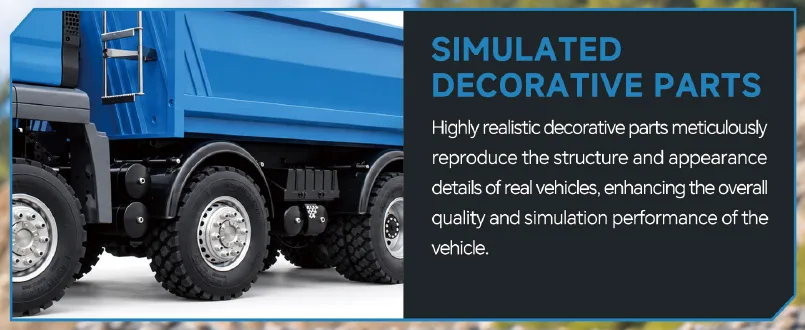 SIMULATED
DECORATIVE PARTS
Highly realistic decorative parts meticulously
reproduce the structure and appearance
details of real vehicles, enhancing the overall
quality and simulation performance of the
vehicle.